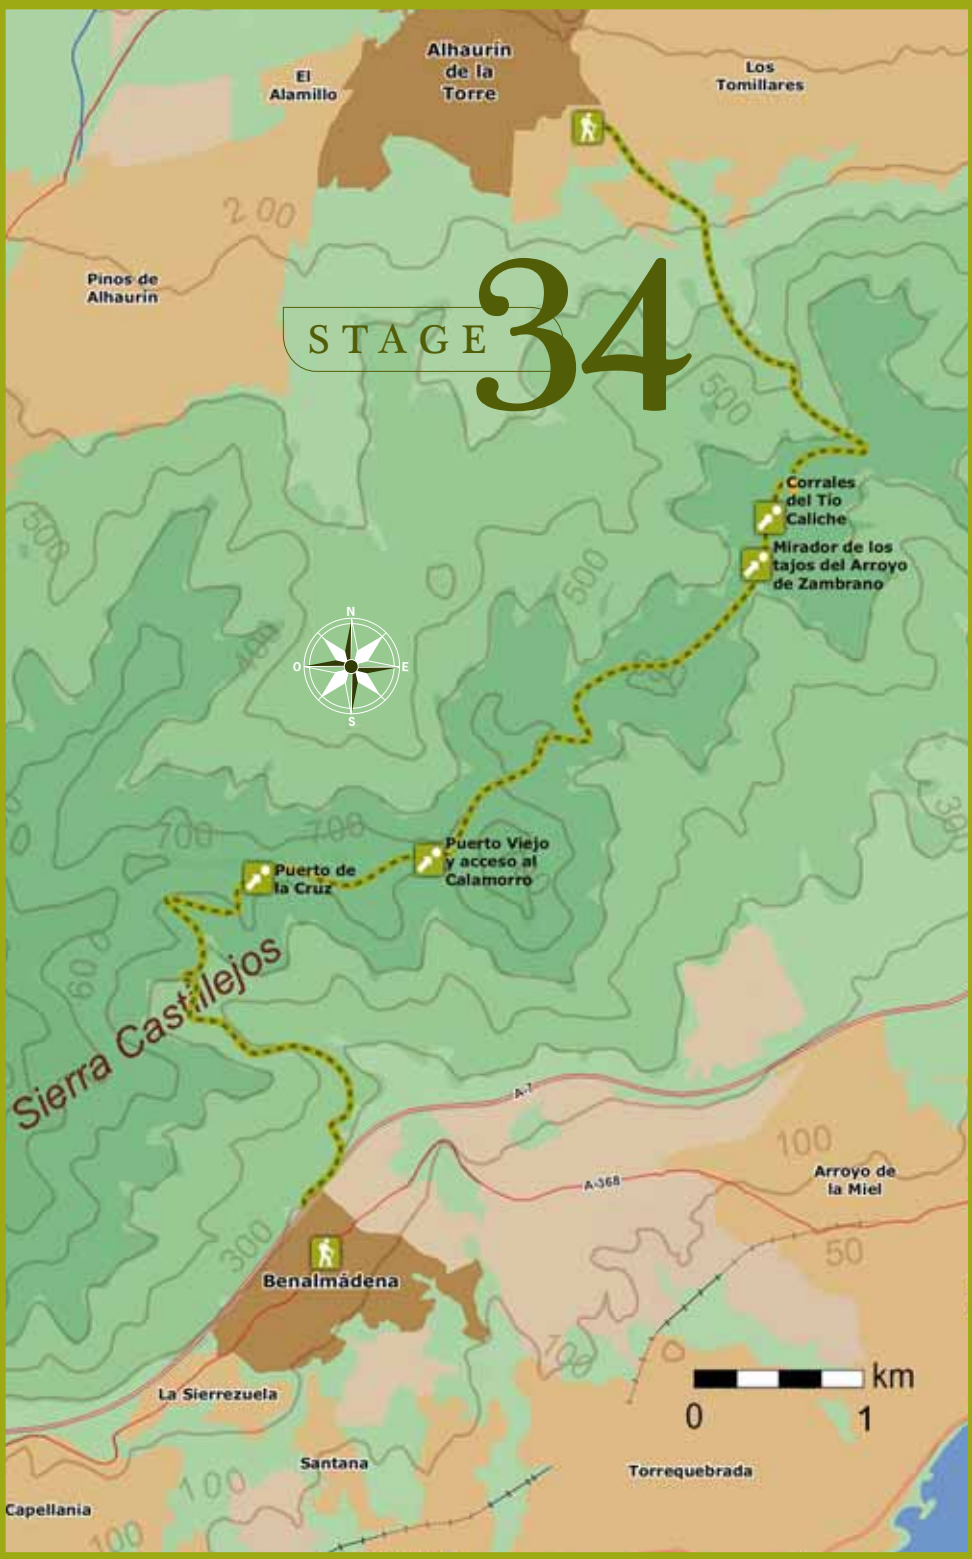 Alhaurín
de la
Torre
El
Alamillo
Los
Tomillares
200
Pinos de
Alhaurín
STAGE 34
500
Corrales
del Tío
Caliche
500
Mirador de los
tajos del Arroyo
de Zambrano
500
N
O E
S
400
700
700
Puerto Viejo
y acceso al
Calamorro
Puerto de
la Cruz
Sierra Castillejos
A-7
100
Arroyo de
la Miel
A-368
300
50
Benalmádena
km
0 1
La Sierrezuela
Santana
Torrequebrada
100
Capellania
100